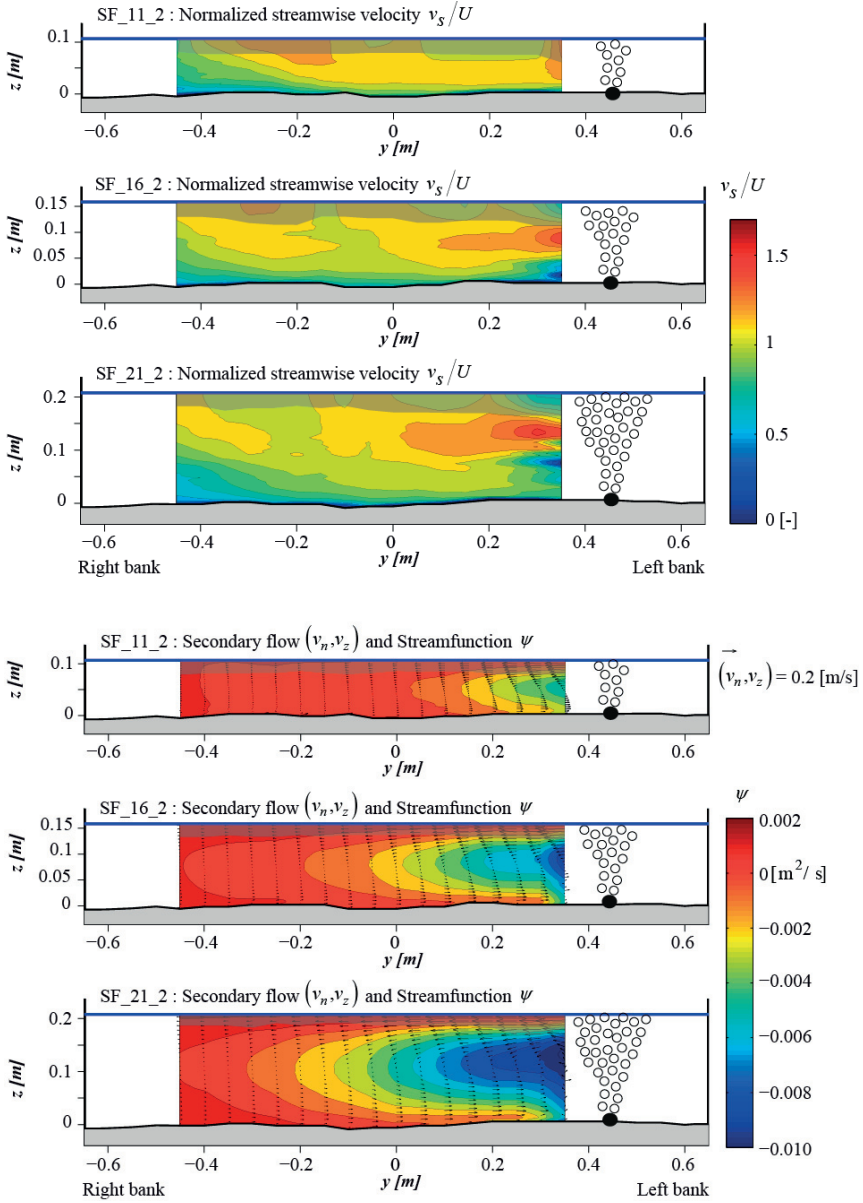 SF_11_2 : Normalized streamwise velocity v_s/U
0.1
0
z [m]
−0.6 −0.4 −0.2 0 0.2 0.4 0.6
y [m]
SF_16_2 : Normalized streamwise velocity v_s/U
0.15
0.1
0.05
0
z [m]
−0.6 −0.4 −0.2 0 0.2 0.4 0.6
y [m]
SF_21_2 : Normalized streamwise velocity v_s/U
0.2
0.1
0
z [m]
−0.6 −0.4 −0.2 0 0.2 0.4 0.6
y [m]
Right bank Left bank
v_s/U
1.5
1
0.5
0 [-]
SF_11_2 : Secondary flow (v_n,v_z) and Streamfunction ψ
0.1
0
z [m]
−0.6 −0.4 −0.2 0 0.2 0.4 0.6
y [m]
(v_n,v_z) = 0.2 [m/s]
SF_16_2 : Secondary flow (v_n,v_z) and Streamfunction ψ
0.15
0.1
0.05
0
z [m]
−0.6 −0.4 −0.2 0 0.2 0.4 0.6
y [m]
SF_21_2 : Secondary flow (v_n,v_z) and Streamfunction ψ
0.2
0.1
0
z [m]
−0.6 −0.4 −0.2 0 0.2 0.4 0.6
y [m]
Right bank Left bank
ψ
0.002
0 [m²/ s]
−0.002
−0.004
−0.006
−0.008
−0.010